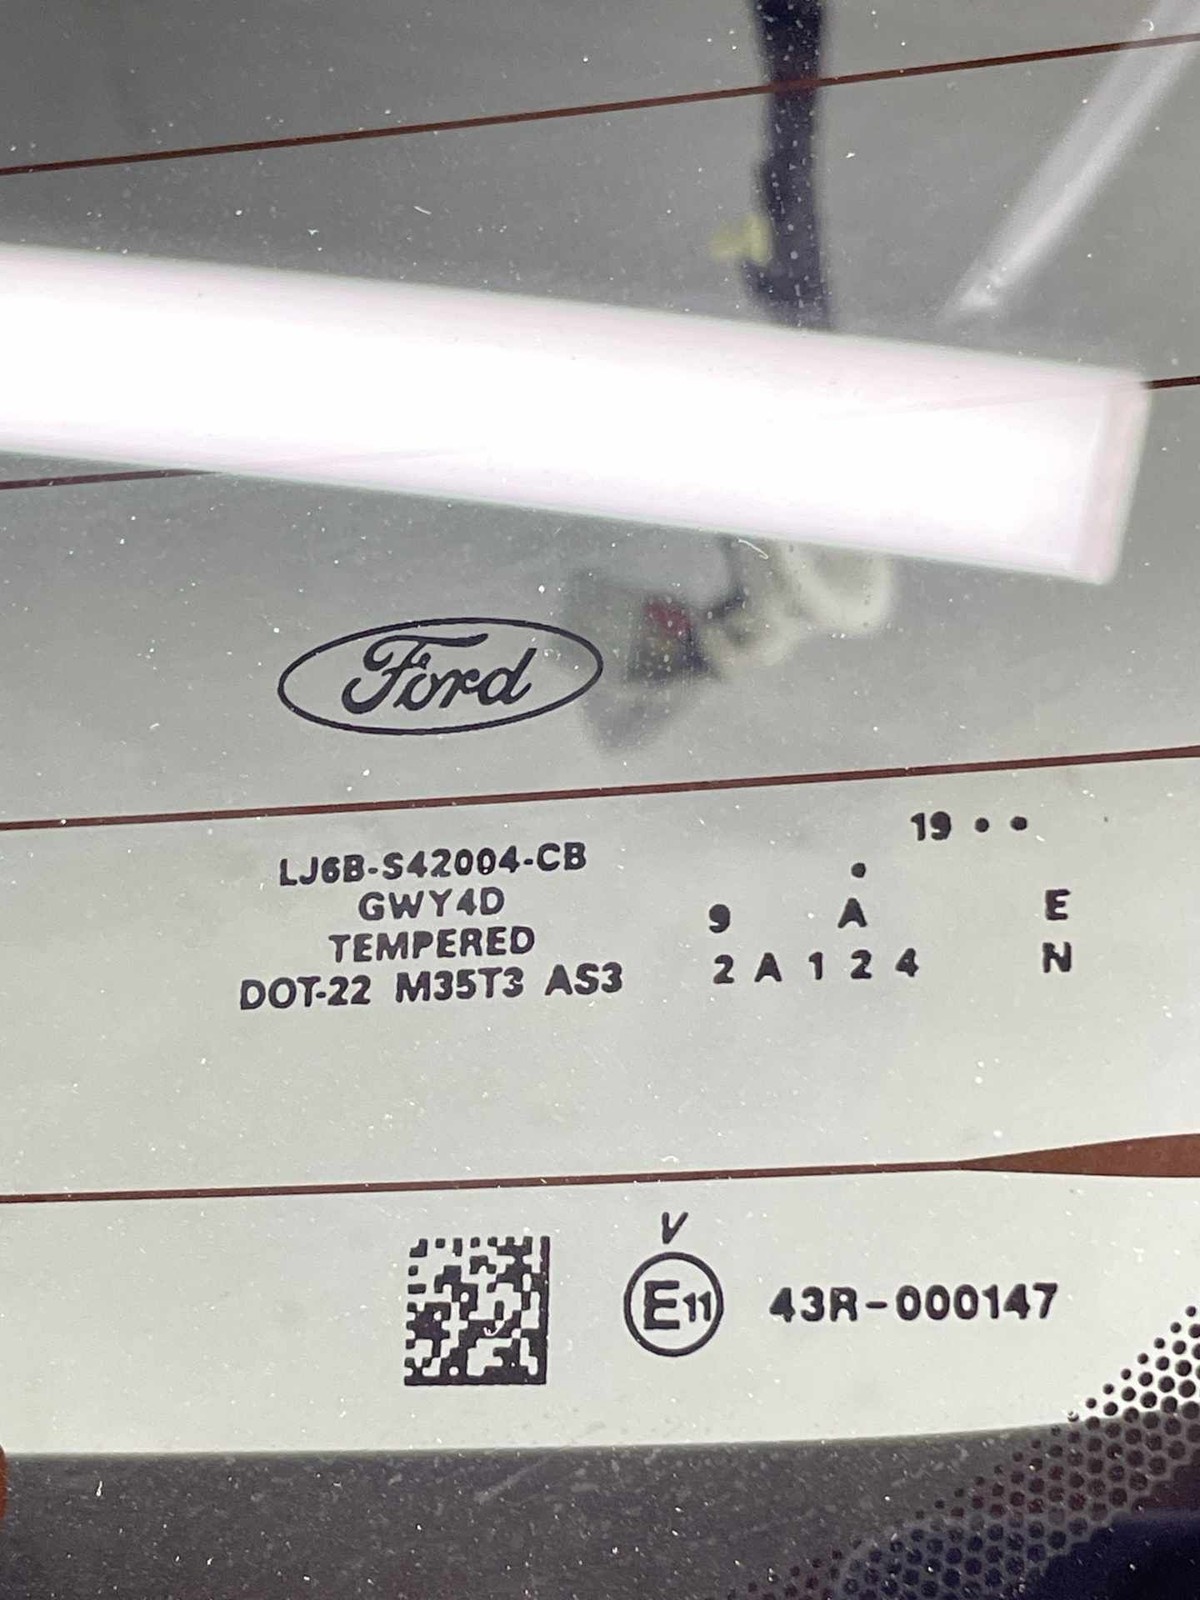 Ford
19 • •
LJ6B-S42004-CB
GWY4D
TEMPERED
DOT-22 M35T3 AS3
•
9 A E
2 A 1 2 4 N
V
E11 43R-000147